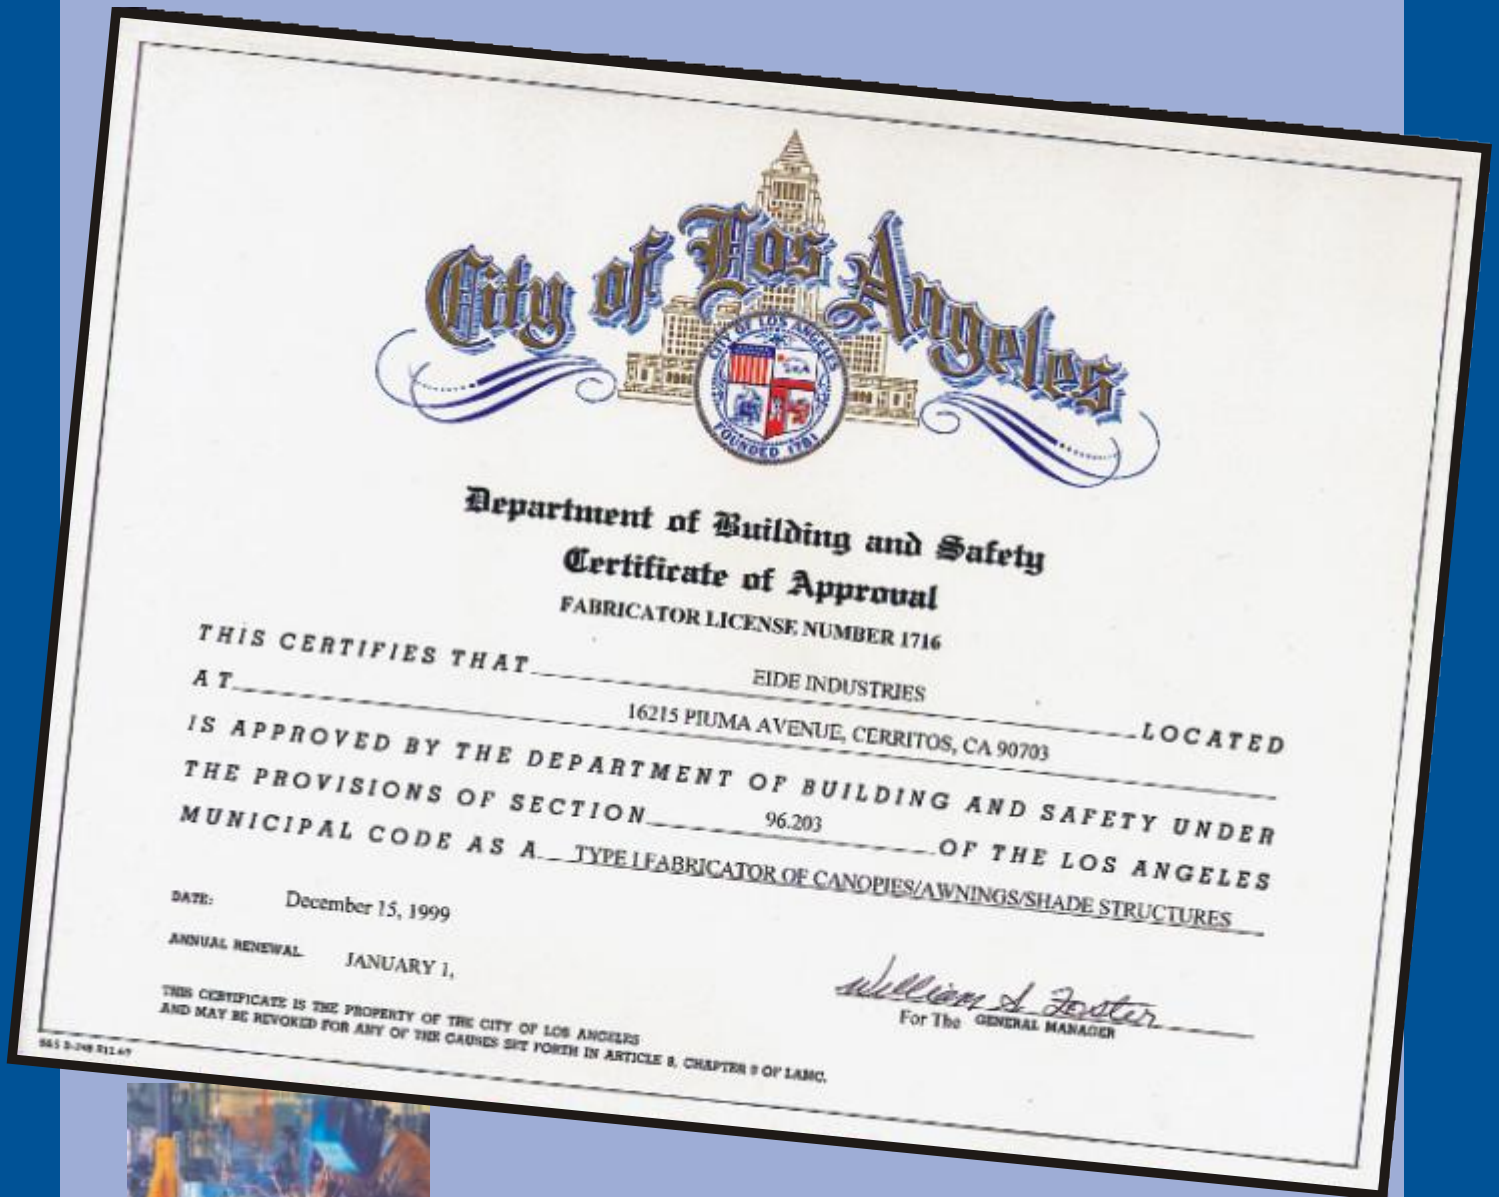 City of Los Angeles
CITY OF LOS ANGELES
FOUNDED 1781
Department of Building and Safety
Certificate of Approval
FABRICATOR LICENSE NUMBER 1716
THIS CERTIFIES THAT EIDE INDUSTRIES LOCATED
AT 16215 PIUMA AVENUE, CERRITOS, CA 90703
IS APPROVED BY THE DEPARTMENT OF BUILDING AND SAFETY UNDER
THE PROVISIONS OF SECTION 96.203 OF THE LOS ANGELES
MUNICIPAL CODE AS A TYPE I FABRICATOR OF CANOPIES/AWNINGS/SHADE STRUCTURES
DATE: December 15, 1999
ANNUAL RENEWAL JANUARY 1,
William S. Forster
For The GENERAL MANAGER
THIS CERTIFICATE IS THE PROPERTY OF THE CITY OF LOS ANGELES
AND MAY BE REVOKED FOR ANY OF THE CAUSES SET FORTH IN ARTICLE 8, CHAPTER 9 OF LAMC.